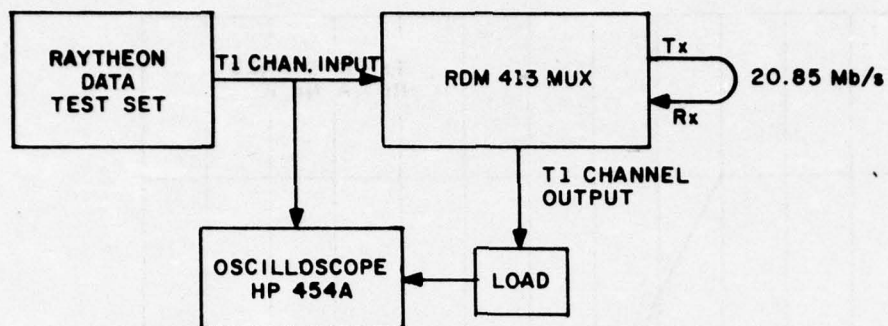 RAYTHEON
DATA
TEST SET
T1 CHAN. INPUT
RDM 413 MUX
Tx
20.85 Mb/s
Rx
T1 CHANNEL
OUTPUT
OSCILLOSCOPE
HP 454A
LOAD